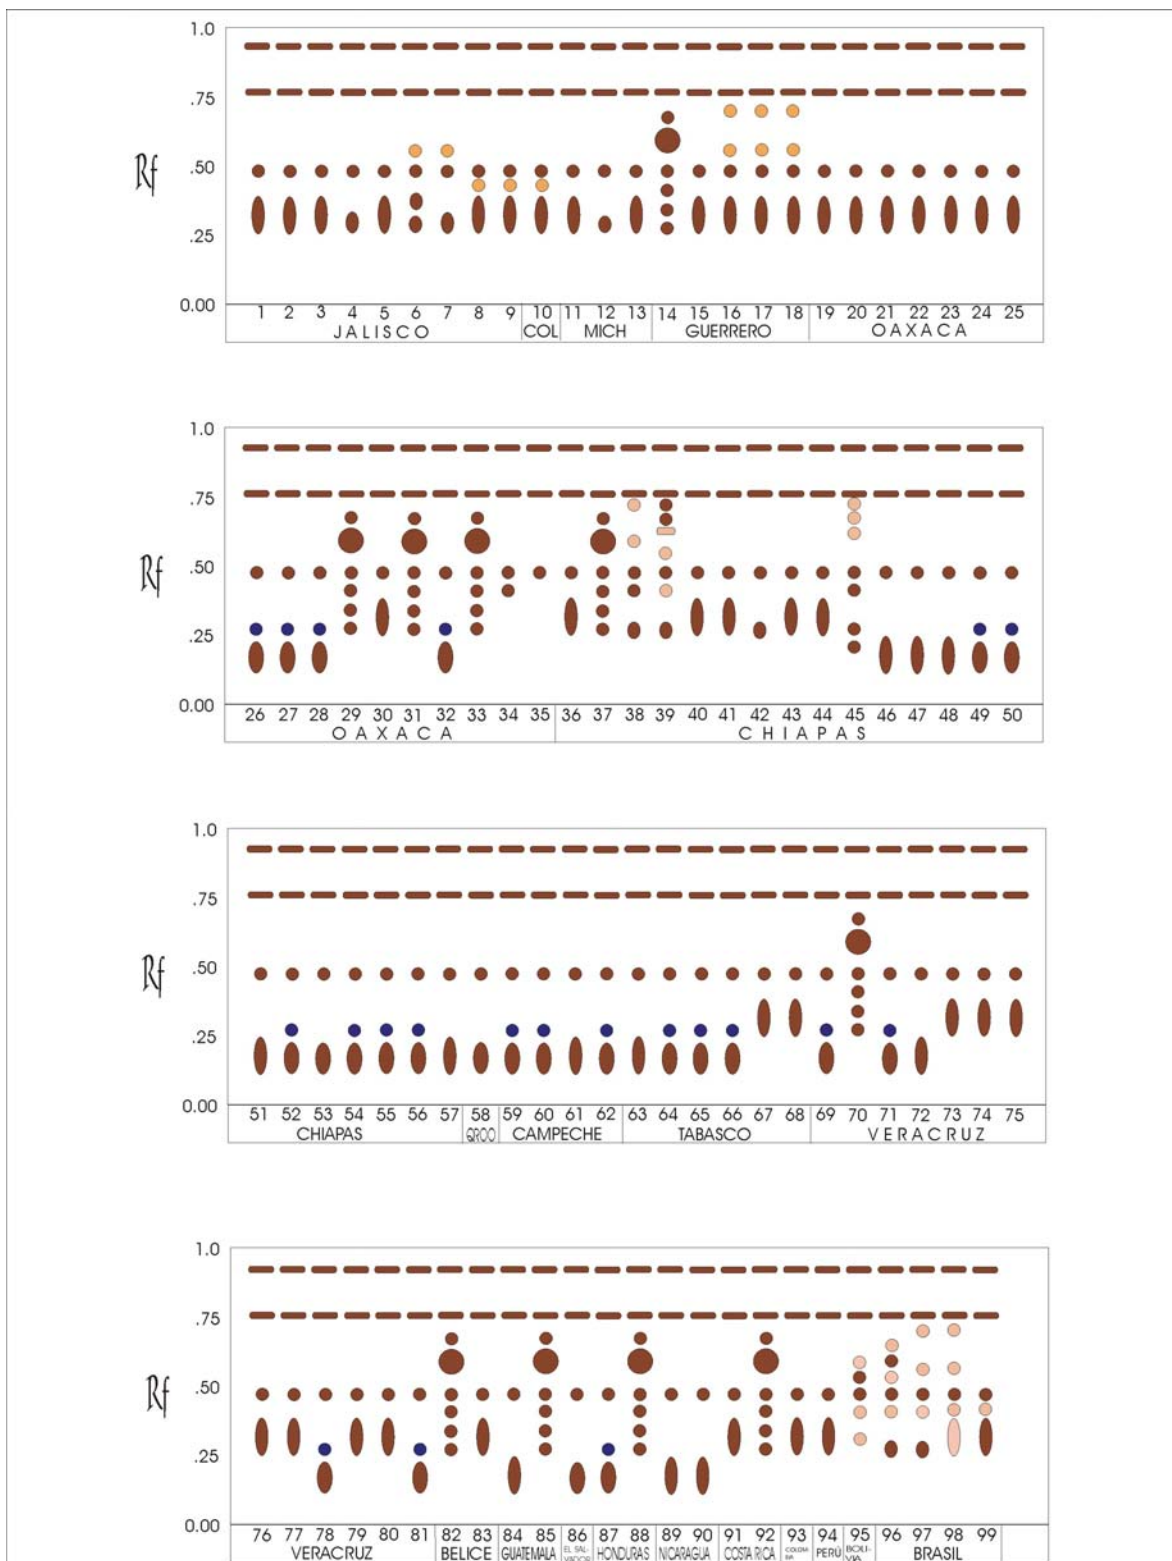 1.0
.75
Rf
.50
.25
0.00
1 2 3 4 5 6 7 8 9 10 11 12 13 14 15 16 17 18 19 20 21 22 23 24 25
JALISCO COL MICH GUERRERO OAXACA
1.0
.75
Rf
.50
.25
0.00
26 27 28 29 30 31 32 33 34 35 36 37 38 39 40 41 42 43 44 45 46 47 48 49 50
OAXACA CHIAPAS
1.0
.75
Rf
.50
.25
0.00
51 52 53 54 55 56 57 58 59 60 61 62 63 64 65 66 67 68 69 70 71 72 73 74 75
CHIAPAS QROO CAMPECHE TABASCO VERACRUZ
1.0
.75
Rf
.50
.25
0.00
76 77 78 79 80 81 82 83 84 85 86 87 88 89 90 91 92 93 94 95 96 97 98 99
VERACRUZ BELICE GUATEMALA EL SAL- HONDURAS NICARAGUA COSTA RICA COLOM PERÚ BOLI- BRASIL
VADOR BIA VIA